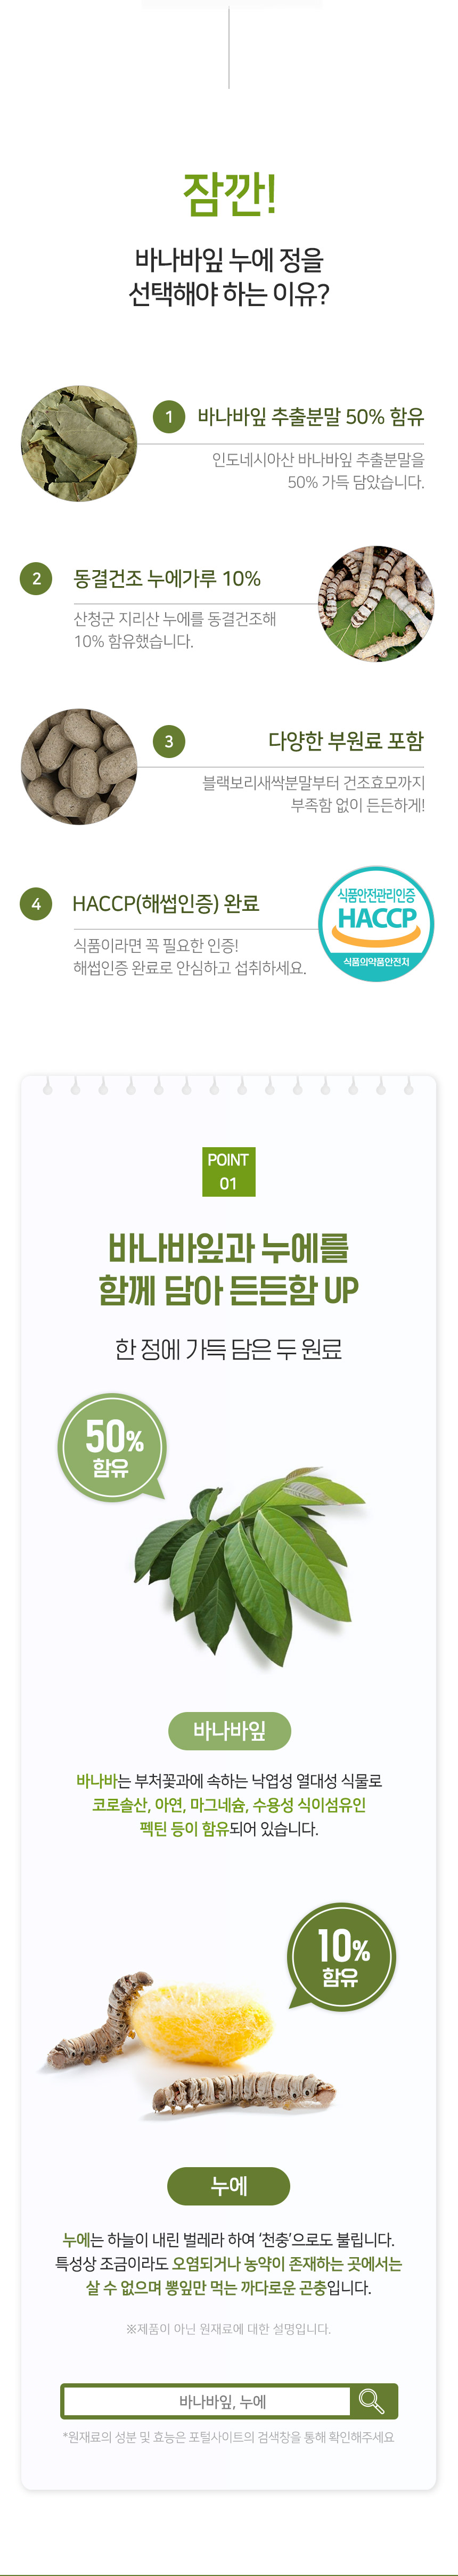 잠깐!
바나바잎 누에 정을
선택해야 하는 이유?
1
바나바잎 추출분말 50% 함유
인도네시아산 바나바잎 추출분말을
50% 가득 담았습니다.
2
동결건조 누에가루 10%
산청군 지리산 누에를 동결건조해
10% 함유했습니다.
3
다양한 부원료 포함
블랙보리새싹분말부터 건조효모까지
부족함 없이 든든하게!
4
HACCP(해썹인증) 완료
식품이라면 꼭 필요한 인증!
해썹인증 완료로 안심하고 섭취하세요.
식품안전관리인증
HACCP
식품의약품안전처
POINT
01
바나바잎과 누에를
함께 담아 든든함 UP
한 정에 가득 담은 두 원료
50%
함유
바나바잎
바나바는 부처꽃과에 속하는 낙엽성 열대성 식물로
코로솔산, 아연, 마그네슘, 수용성 식이섬유인
펙틴 등이 함유되어 있습니다.
10%
함유
누에
누에는 하늘이 내린 벌레라 하여 ‘천충’으로도 불립니다.
특성상 조금이라도 오염되거나 농약이 존재하는 곳에서는
살 수 없으며 뽕잎만 먹는 까다로운 곤충입니다.
※제품이 아닌 원재료에 대한 설명입니다.
바나바잎, 누에
*원재료의 성분 및 효능은 포털사이트의 검색창을 통해 확인해주세요